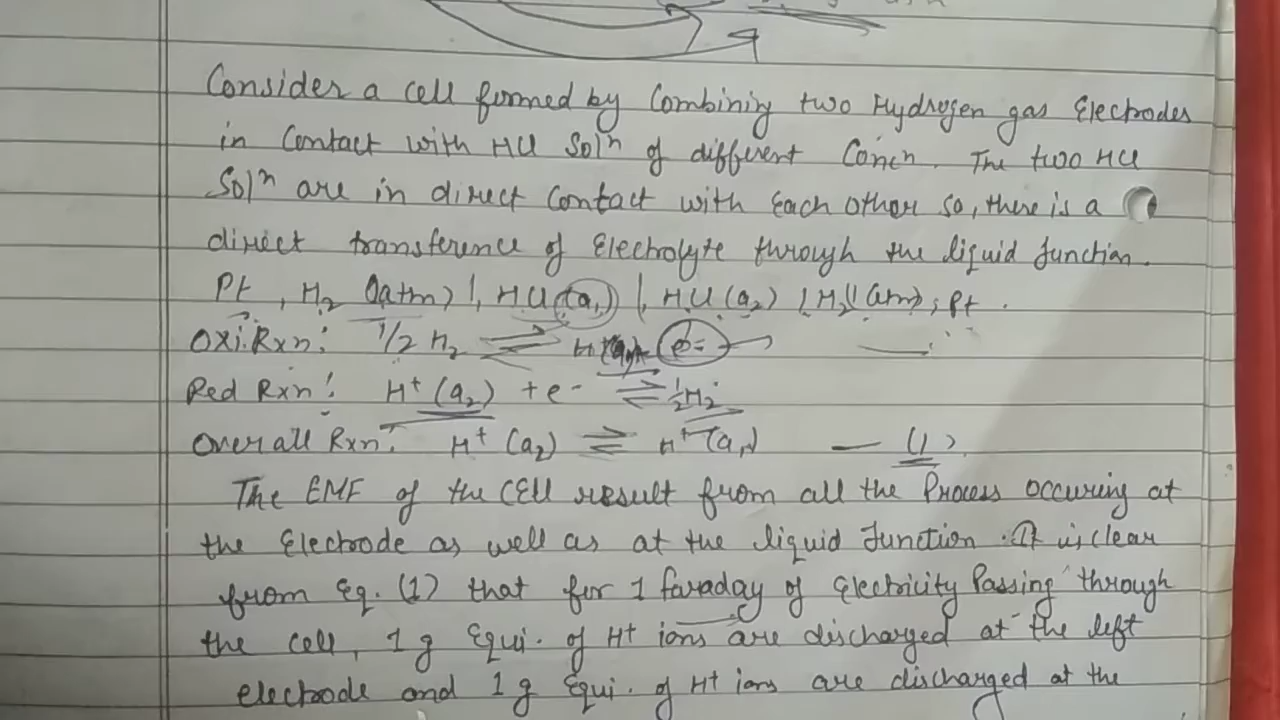 Consider a cell formed by Combining two Hydrogen gas Electrodes
in Contact with HCl Solⁿ of different Concn. The two HCl
Solⁿ are in direct Contact with Each other so, there is a
direct transference of Electrolyte through the liquid Junction.
Pt , H₂ (1atm) |, HCl (a₁) | , HCl (a₂) | H₂ (1atm) , Pt .
Oxi. Rxn : 1/2 H₂ ⇌ H⁺(a₁) + e-
Red Rxn : H⁺ (a₂) + e- ⇌ ½H₂
Overall Rxn : H⁺ (a₂) ⇌ H⁺ (a₁) — (1).
The EMF of the CEll result from all the Process occuring at
the Electrode as well as at the liquid Junction . It is clear
from Eq. (1) that for 1 faraday of Electricity Passing through
the cell, 1 g Equi. of H⁺ ions are discharged at the left
electrode and 1 g Equi. of H⁺ ions are discharged at the